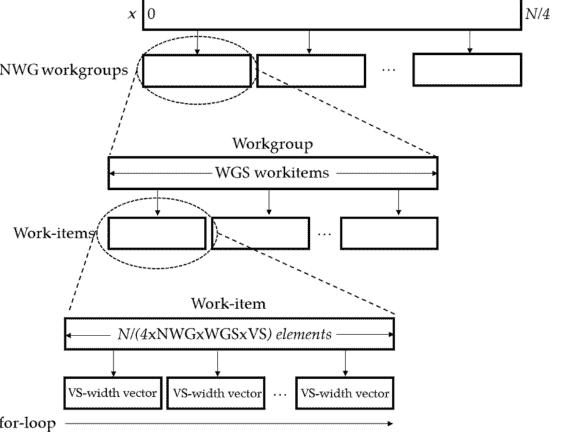 x 0 N/4
NWG workgroups ...
Workgroup
WGS workitems
Work-items ...
Work-item
N/(4xNWGxWGSxVS) elements
VS-width vector VS-width vector ... VS-width vector
for-loop